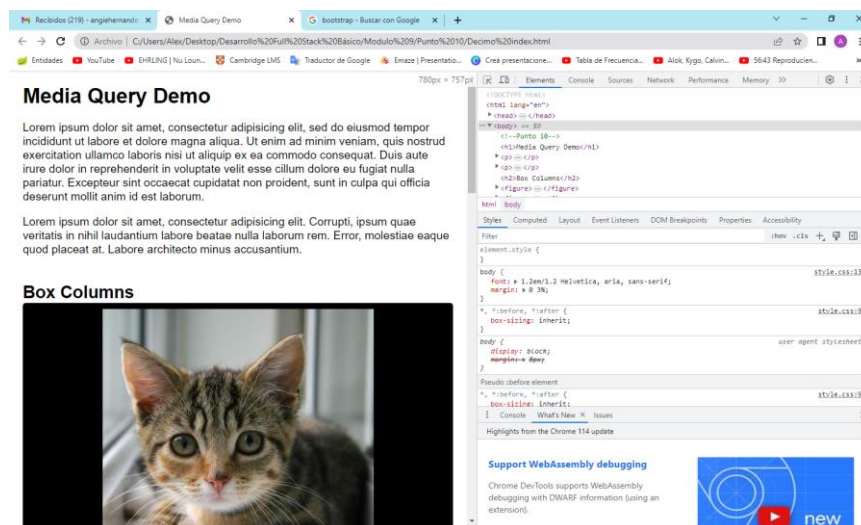 Recibidos (219) - angiehernande
Media Query Demo
bootstrap - Buscar con Google
Archivo | C:/Users/Alex/Desktop/Desarrollo%20Full%20Stack%20Básico/Modulo%209/Punto%2010/Decimo%20index.html
Entidades YouTube EHRLING | Nu Loun... Cambridge LMS Traductor de Google Emaze | Presentatio... Creá presentacione... Tabla de Frecuencia... Alok, Kygo, Calvin... 56:43 Reproducien...
780px × 757px
Media Query Demo
Lorem ipsum dolor sit amet, consectetur adipisicing elit, sed do eiusmod tempor
incididunt ut labore et dolore magna aliqua. Ut enim ad minim veniam, quis nostrud
exercitation ullamco laboris nisi ut aliquip ex ea commodo consequat. Duis aute
irure dolor in reprehenderit in voluptate velit esse cillum dolore eu fugiat nulla
pariatur. Excepteur sint occaecat cupidatat non proident, sunt in culpa qui officia
deserunt mollit anim id est laborum.
Lorem ipsum dolor sit amet, consectetur adipisicing elit. Corrupti, ipsum quae
veritatis in nihil laudantium labore beatae nulla laborum rem. Error, molestiae eaque
quod placeat at. Labore architecto minus accusantium.
Box Columns
Elements Console Sources Network Performance Memory
<!DOCTYPE html>
<html lang="en">
<head> </head>
<body> == $0
<!--Punto 10-->
<h1>Media Query Demo</h1>
<p> </p>
<p> </p>
<h2>Box Columns</h2>
<figure> </figure>
html body
Styles Computed Layout Event Listeners DOM Breakpoints Properties Accessibility
Filter :hov .cls
element.style {
}
body { style.css:13
font: 1.2em/1.2 Helvetica, aria, sans-serif;
margin: 0 3%;
}
*, *:before, *:after { style.css:9
box-sizing: inherit;
}
body { user agent stylesheet
display: block;
margin: 8px;
}
Pseudo ::before element
*, *:before, *:after { style.css:9
box-sizing: inherit;
Console What's New Issues
Highlights from the Chrome 114 update
Support WebAssembly debugging
Chrome DevTools supports WebAssembly
debugging with DWARF information (using an
extension).
new